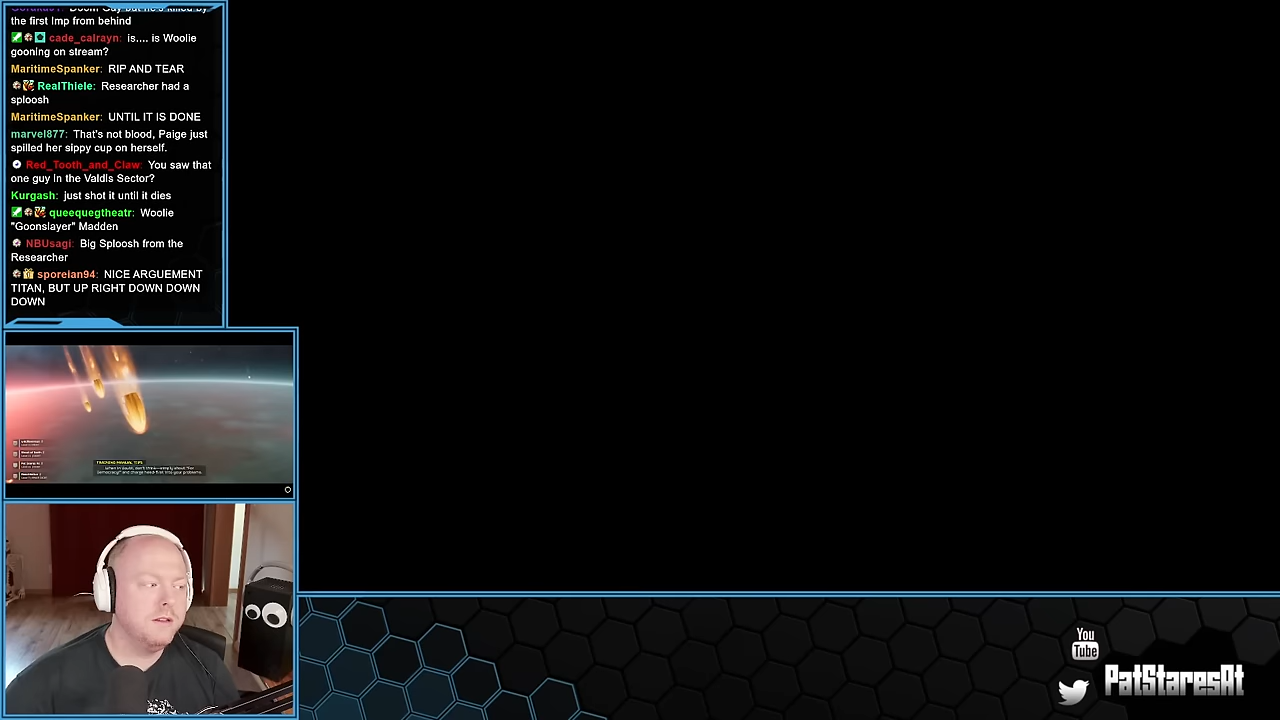 the first Imp from behind
cade_calrayn: is.... is Woolie
gooning on stream?
MaritimeSpanker: RIP AND TEAR
RealThiele: Researcher had a
sploosh
MaritimeSpanker: UNTIL IT IS DONE
marvel877: That's not blood, Paige just
spilled her sippy cup on herself.
Red_Tooth_and_Claw: You saw that
one guy in the Valdis Sector?
Kurgash: just shot it until it dies
queequegtheatr: Woolie
"Goonslayer" Madden
NBUsagi: Big Sploosh from the
Researcher
sporeian94: NICE ARGUEMENT
TITAN, BUT UP RIGHT DOWN DOWN
DOWN
TRAINING MANUAL TIPS
You
Tube
PatStaresAt